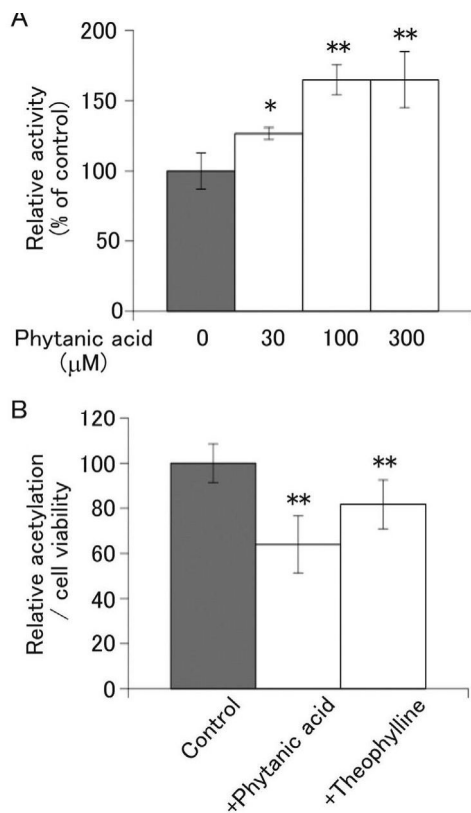 A
Relative activity
(% of control)
200
150
100
50
0
*
**
**
Phytanic acid
(μM)
0 30 100 300
B
Relative acetylation
/ cell viability
120
100
80
60
40
20
0
**
**
Control
+Phytanic acid
+Theophylline